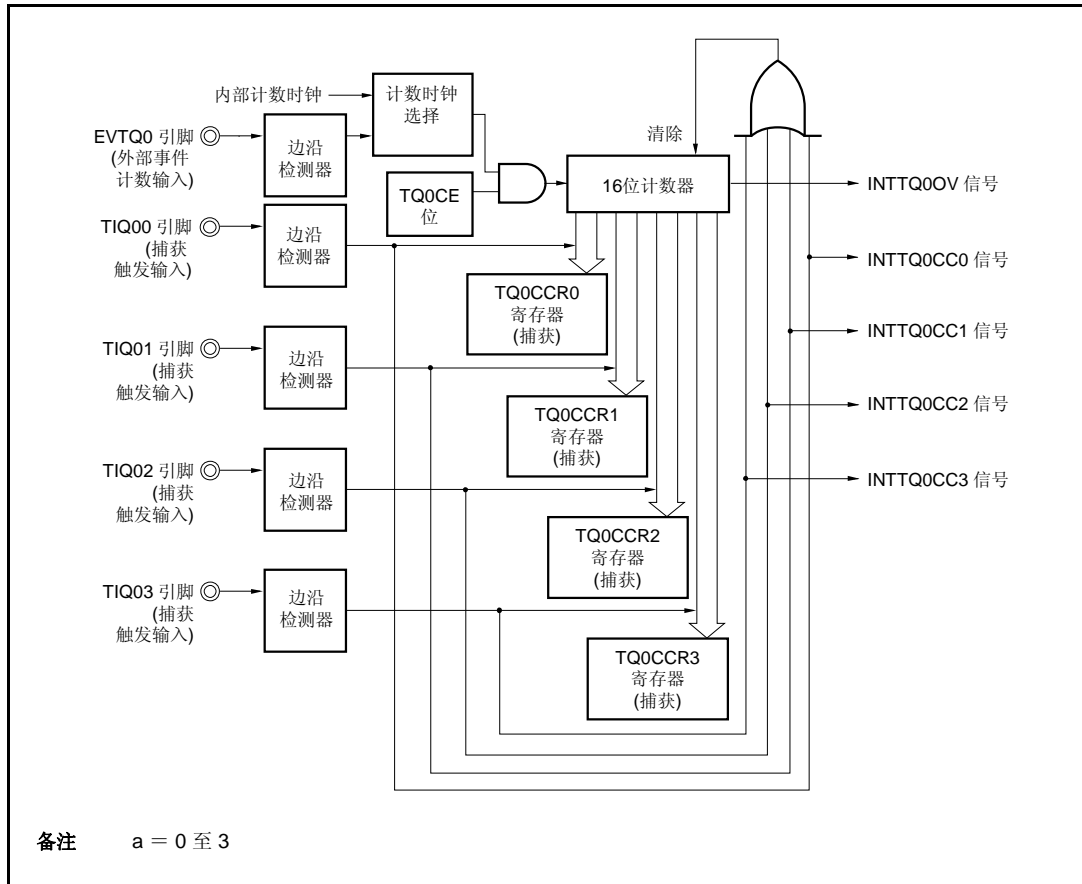 内部计数时钟
计数时钟
选择
EVTQ0 引脚
(外部事件
计数输入)
边沿
检测器
TQ0CE
位
清除
16位计数器
INTTQ0OV 信号
TIQ00 引脚
(捕获
触发输入)
边沿
检测器
TQ0CCR0
寄存器
(捕获)
INTTQ0CC0 信号
TIQ01 引脚
(捕获
触发输入)
边沿
检测器
TQ0CCR1
寄存器
(捕获)
INTTQ0CC1 信号
TIQ02 引脚
(捕获
触发输入)
边沿
检测器
TQ0CCR2
寄存器
(捕获)
INTTQ0CC2 信号
TIQ03 引脚
(捕获
触发输入)
边沿
检测器
TQ0CCR3
寄存器
(捕获)
INTTQ0CC3 信号
备注 a = 0 至 3